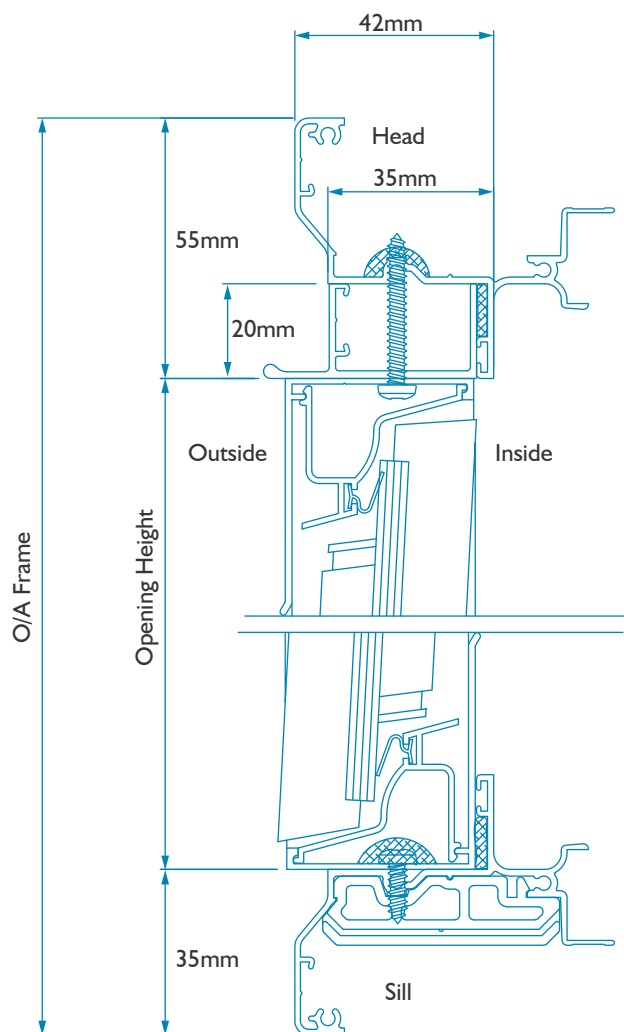 42mm
Head
35mm
55mm
20mm
Outside
Inside
O/A Frame
Opening Height
35mm
Sill